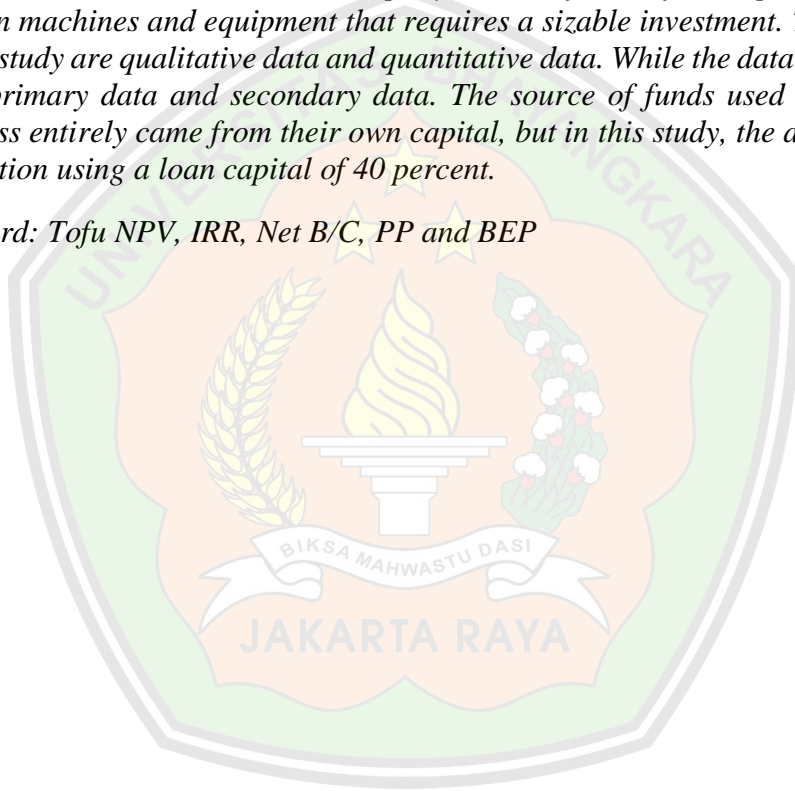 n machines and equipment that requires a sizable investment.
study are qualitative data and quantitative data. While the data
primary data and secondary data. The source of funds used
ss entirely came from their own capital, but in this study, the
tion using a loan capital of 40 percent.
rd: Tofu NPV, IRR, Net B/C, PP and BEP
UNIVERSITAS BHAYANGKARA
BIKSA MAHWASTU DASI
JAKARTA RAYA